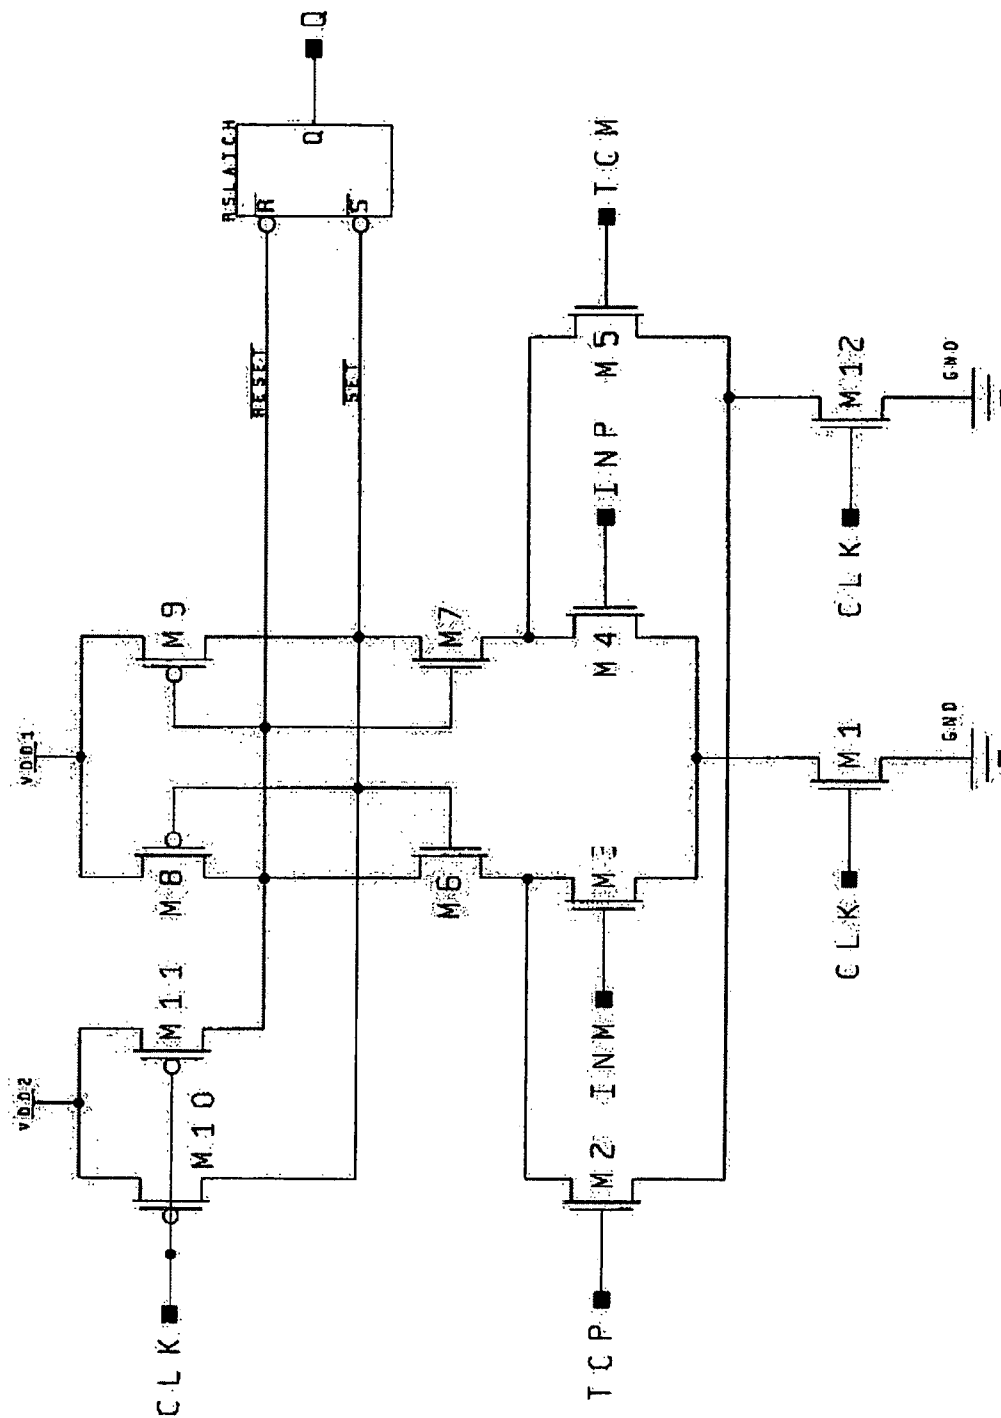 VDD2
VDD1
CLK
M10
M11
M8
M9
RSLATCH
R
S
Q
Q
RESET
SET
M6
M7
TCP
M2
INM
M3
M4
INP
M5
TCM
CLK
M1
GND
CLK
M12
GND